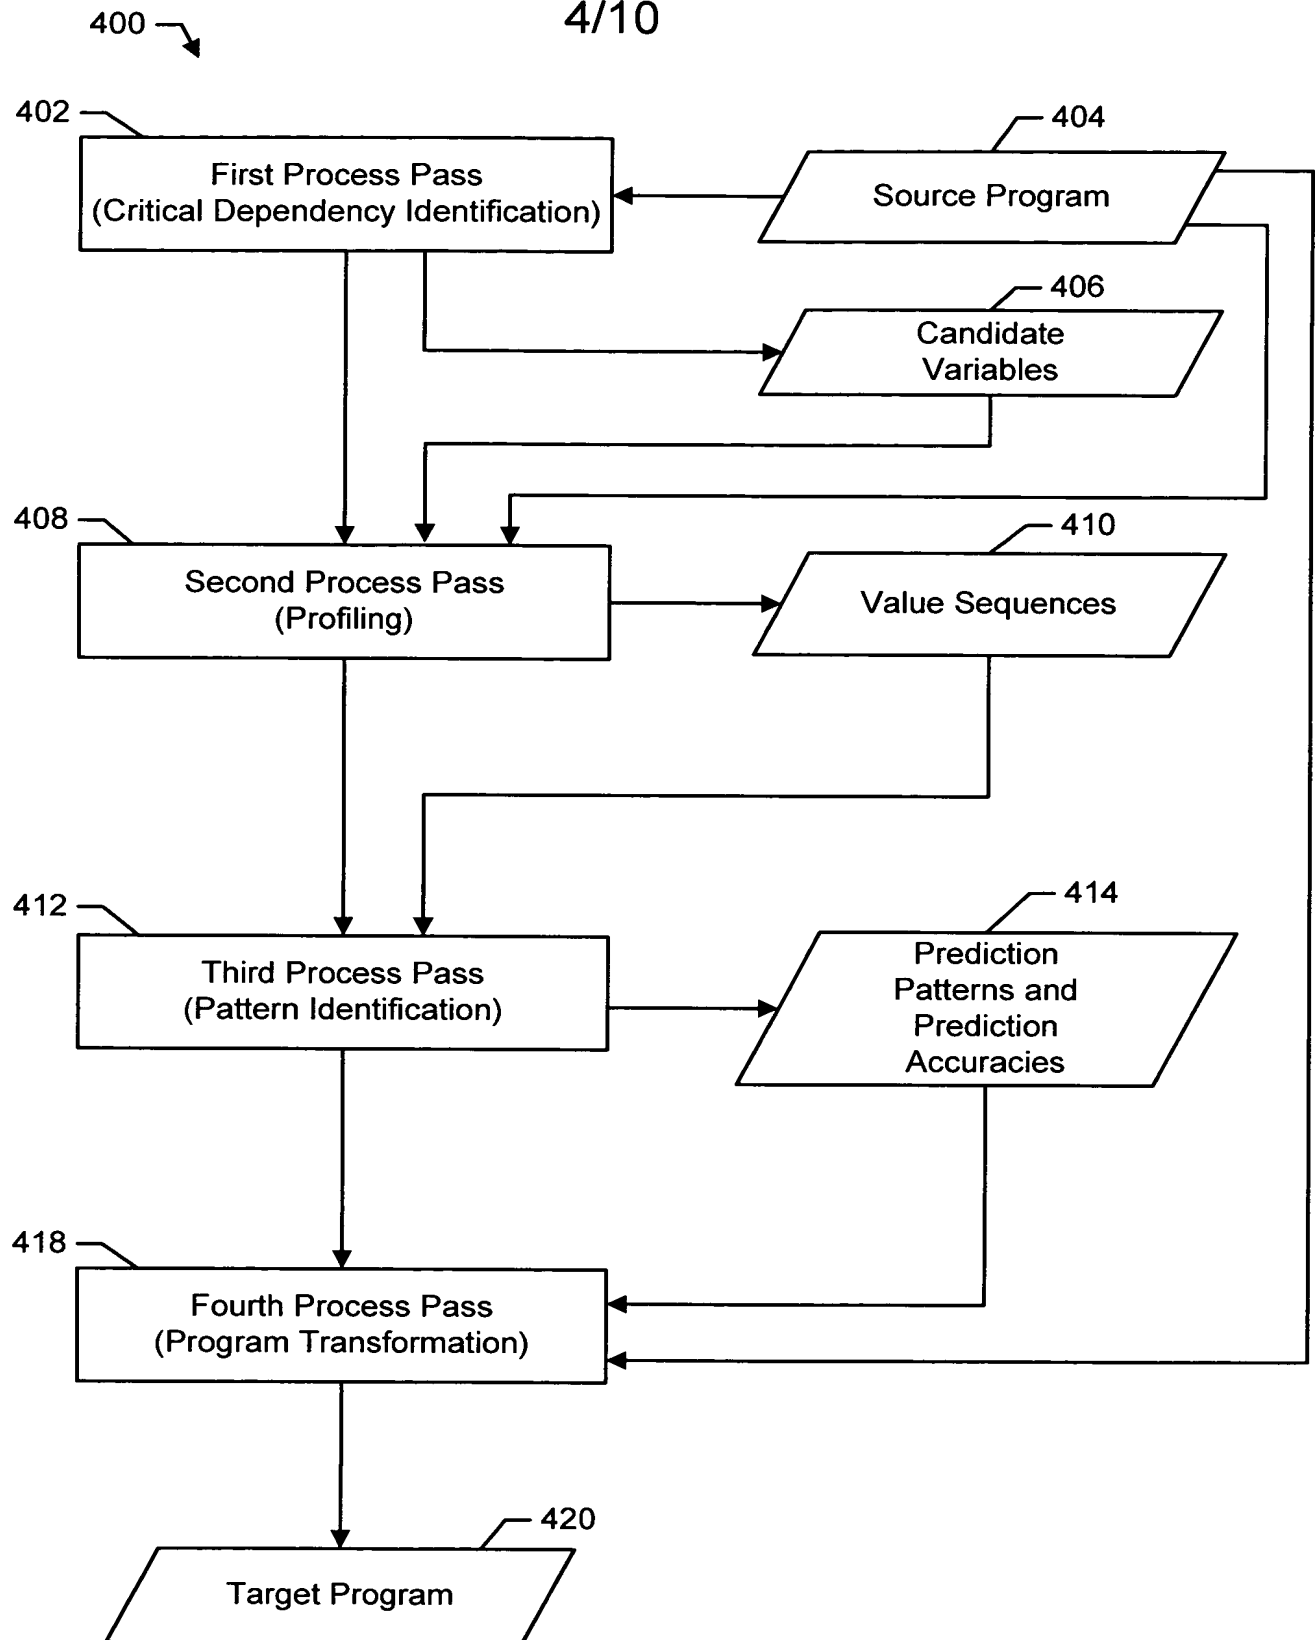 4/10
400
402
First Process Pass
(Critical Dependency Identification)
404
Source Program
406
Candidate
Variables
408
Second Process Pass
(Profiling)
410
Value Sequences
412
Third Process Pass
(Pattern Identification)
414
Prediction
Patterns and
Prediction
Accuracies
418
Fourth Process Pass
(Program Transformation)
420
Target Program